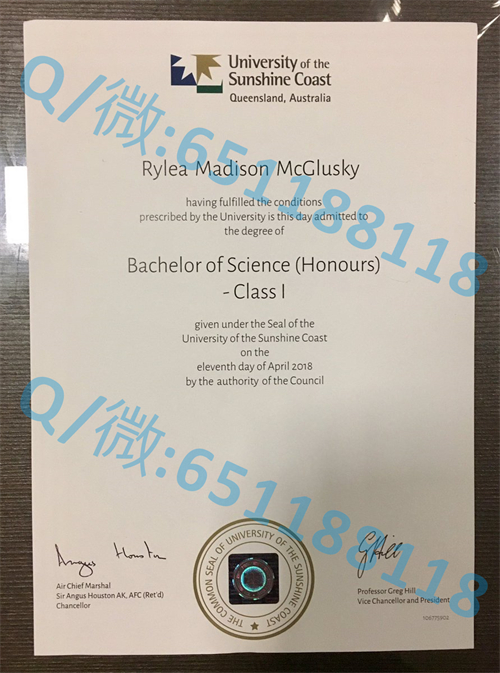 University of the
Sunshine Coast
Queensland, Australia
Q/微:651188118
Rylea Madison McGlusky
having fulfilled the conditions
prescribed by the University is this day admitted to
the degree of
Bachelor of Science (Honours)
- Class I
given under the Seal of the
University of the Sunshine Coast
on the
eleventh day of April 2018
by the authority of the Council
Q/微:651188118
Angus Houston
GHill
Air Chief Marshal
Sir Angus Houston AK, AFC (Ret'd)
Chancellor
THE COMMON SEAL OF UNIVERSITY OF THE SUNSHINE COAST
Professor Greg Hill
Vice Chancellor and President